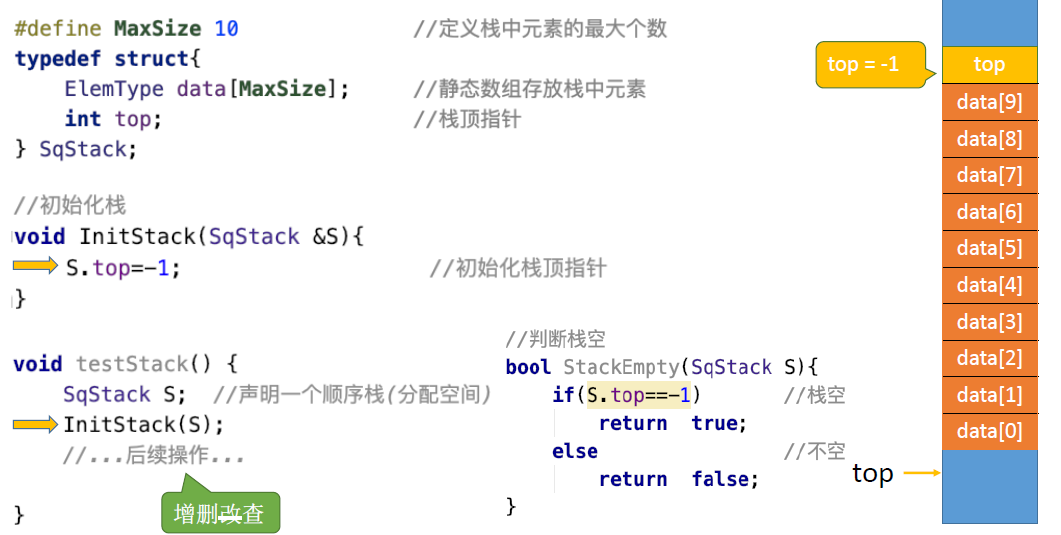 #define MaxSize 10 //定义栈中元素的最大个数
typedef struct{
ElemType data[MaxSize]; //静态数组存放栈中元素
int top; //栈顶指针
} SqStack;
//初始化栈
void InitStack(SqStack &S){
S.top=-1; //初始化栈顶指针
}
void testStack() {
SqStack S; //声明一个顺序栈(分配空间)
InitStack(S);
//...后续操作...
}
增删改查
//判断栈空
bool StackEmpty(SqStack S){
if(S.top==-1) //栈空
return true;
else //不空
return false;
}
top = -1
top
data[9]
data[8]
data[7]
data[6]
data[5]
data[4]
data[3]
data[2]
data[1]
data[0]
top